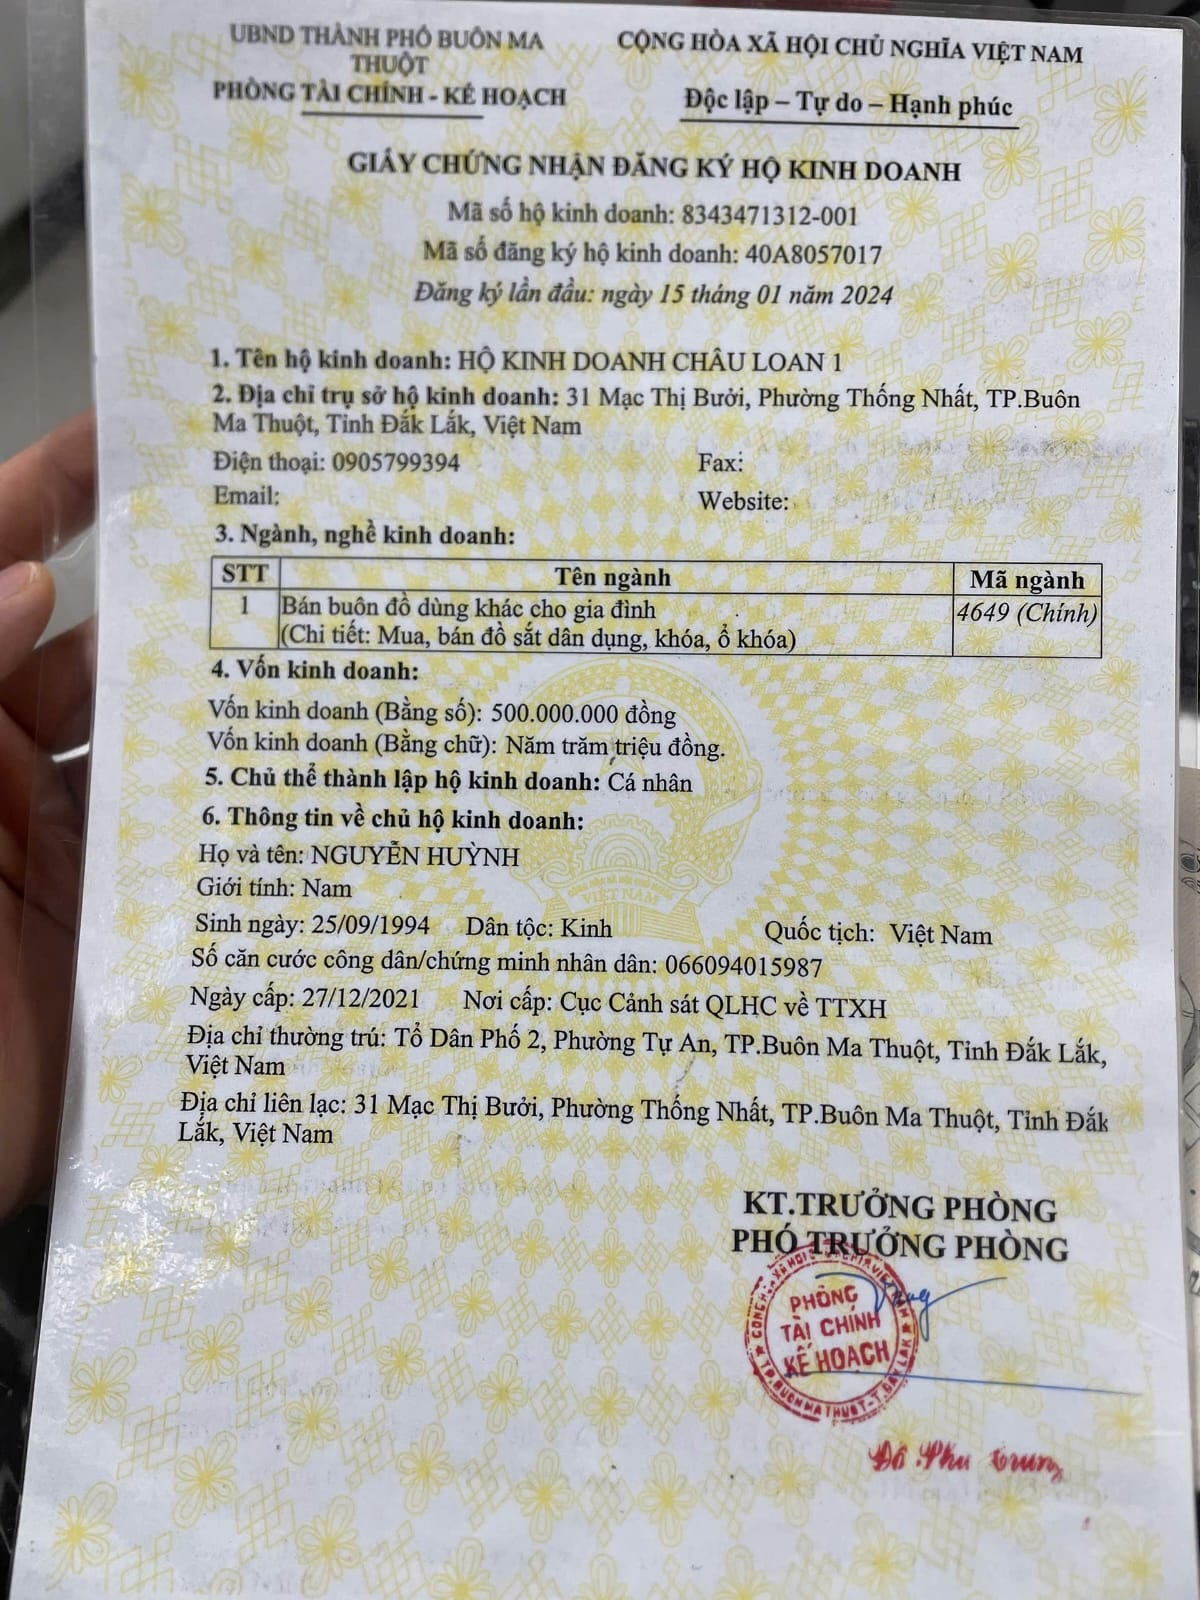 UBND THÀNH PHỐ BUÔN MA
THUỘT
PHÒNG TÀI CHÍNH - KẾ HOẠCH
CỘNG HÒA XÃ HỘI CHỦ NGHĨA VIỆT NAM
Độc lập – Tự do – Hạnh phúc
GIẤY CHỨNG NHẬN ĐĂNG KÝ HỘ KINH DOANH
Mã số hộ kinh doanh: 8343471312-001
Mã số đăng ký hộ kinh doanh: 40A8057017
Đăng ký lần đầu: ngày 15 tháng 01 năm 2024
1. Tên hộ kinh doanh: HỘ KINH DOANH CHÂU LOAN 1
2. Địa chỉ trụ sở hộ kinh doanh: 31 Mạc Thị Bưởi, Phường Thống Nhất, TP.Buôn
Ma Thuột, Tỉnh Đắk Lắk, Việt Nam
Điện thoại: 0905799394 Fax:
Email: Website:
3. Ngành, nghề kinh doanh:
STT Tên ngành Mã ngành
1 Bán buôn đồ dùng khác cho gia đình 4649 (Chính)
(Chi tiết: Mua, bán đồ sắt dân dụng, khóa, ổ khóa)
4. Vốn kinh doanh:
Vốn kinh doanh (Bằng số): 500.000.000 đồng
Vốn kinh doanh (Bằng chữ): Năm trăm triệu đồng.
5. Chủ thể thành lập hộ kinh doanh: Cá nhân
6. Thông tin về chủ hộ kinh doanh:
Họ và tên: NGUYỄN HUỲNH
Giới tính: Nam
VIỆT NAM
Sinh ngày: 25/09/1994 Dân tộc: Kinh Quốc tịch: Việt Nam
Số căn cước công dân/chứng minh nhân dân: 066094015987
Ngày cấp: 27/12/2021 Nơi cấp: Cục Cảnh sát QLHC về TTXH
Địa chỉ thường trú: Tổ Dân Phố 2, Phường Tự An, TP.Buôn Ma Thuột, Tỉnh Đắk Lắk,
Việt Nam
Địa chỉ liên lạc: 31 Mạc Thị Bưởi, Phường Thống Nhất, TP.Buôn Ma Thuột, Tỉnh Đắk
Lắk, Việt Nam
KT.TRƯỞNG PHÒNG
PHÓ TRƯỞNG PHÒNG
PHÒNG
TÀI CHÍNH
KẾ HOẠCH
TP.BUÔN MA THUỘT
Đô Phú Trung